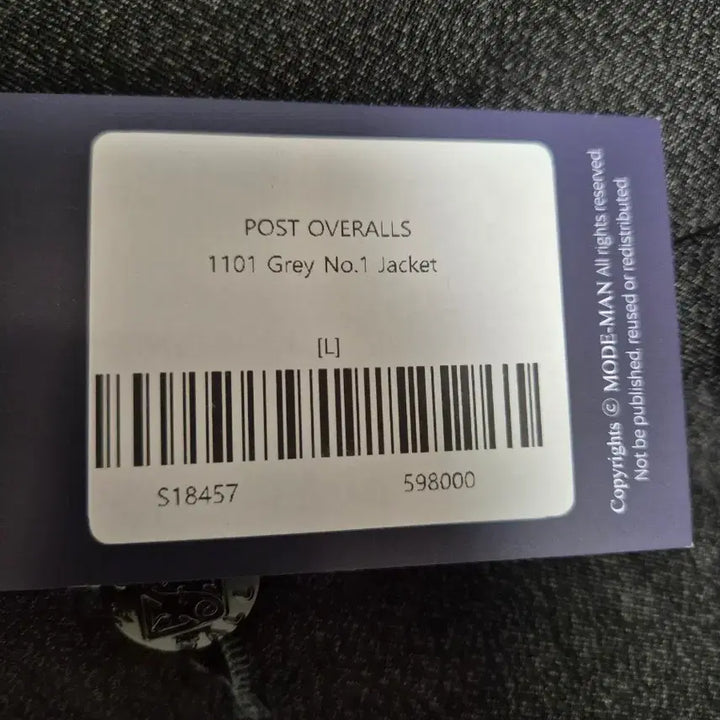 POST OVERALLS
1101 Grey No.1 Jacket
[L]
S18457 598000
Copyrights © MODE-MAN All rights reserved
Not be published, reused or redistributed